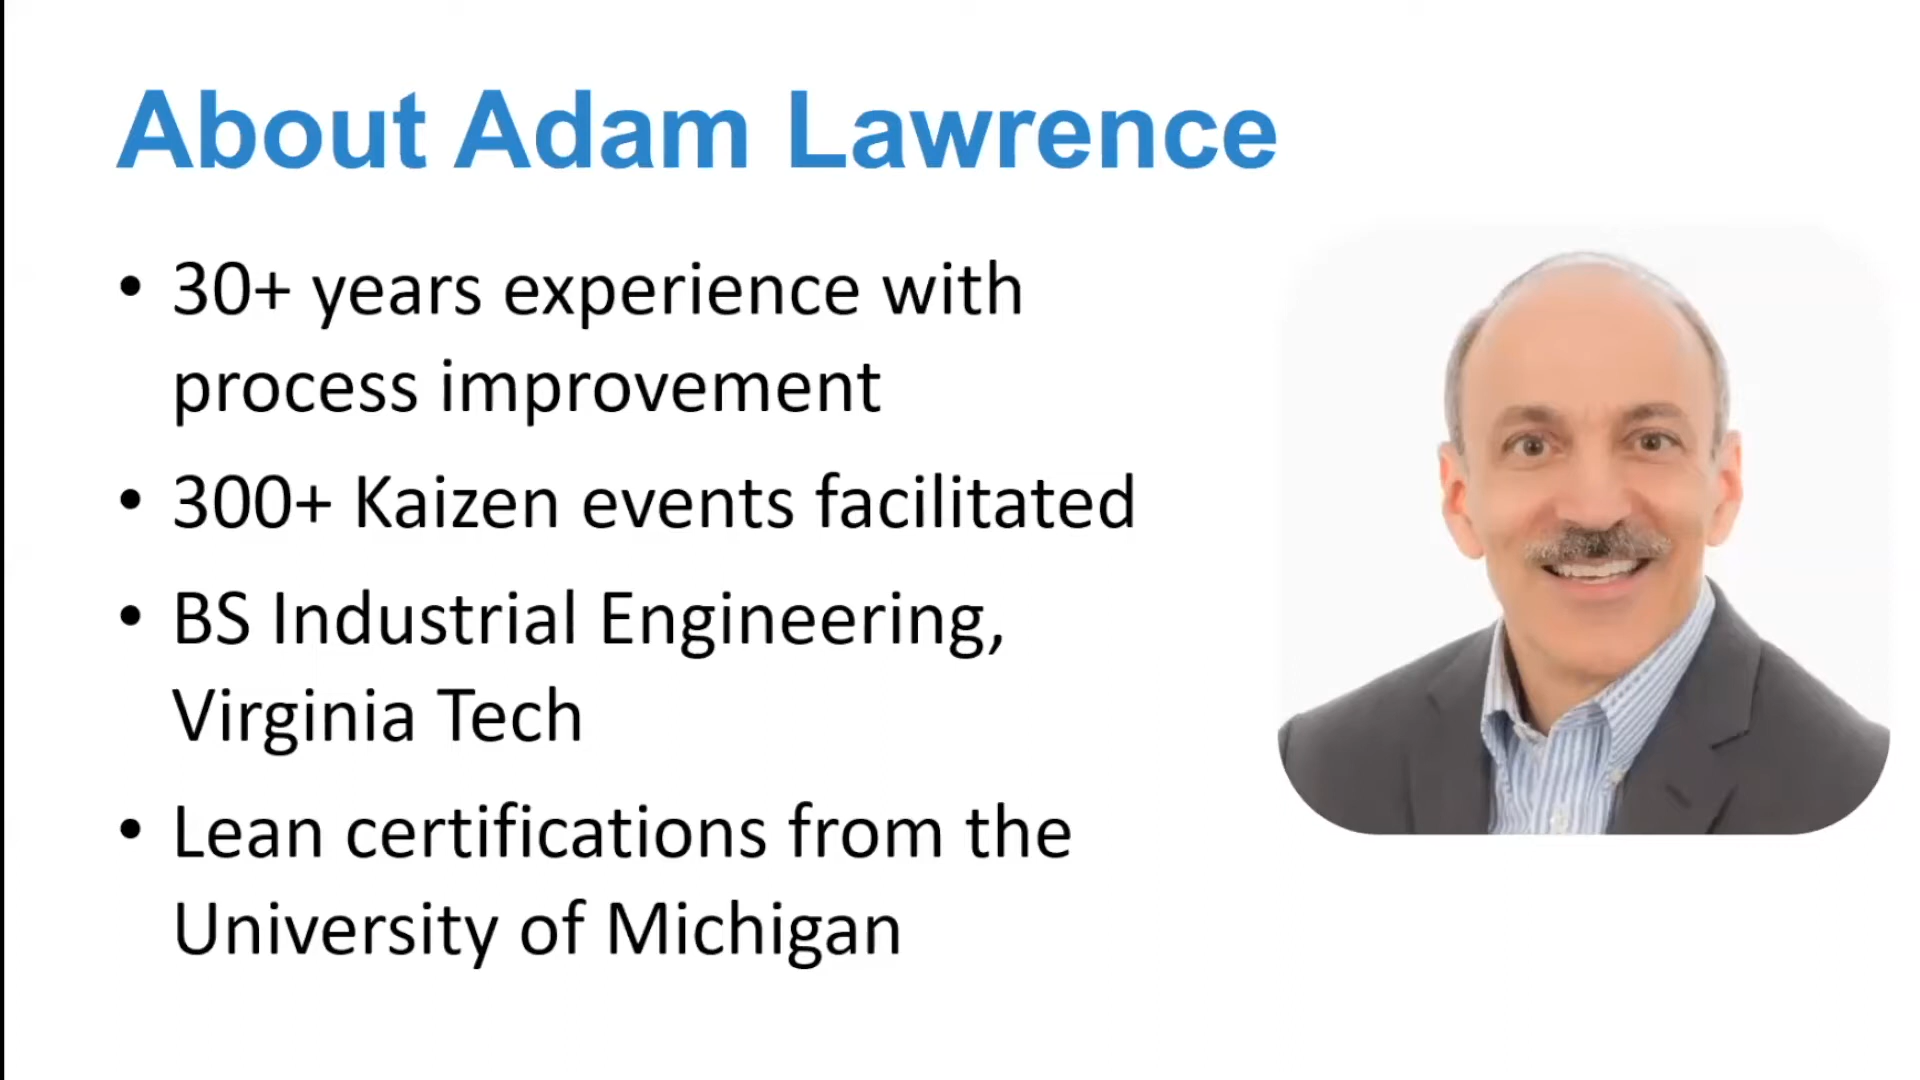 About Adam Lawrence
• 30+ years experience with
process improvement
• 300+ Kaizen events facilitated
• BS Industrial Engineering,
Virginia Tech
• Lean certifications from the
University of Michigan